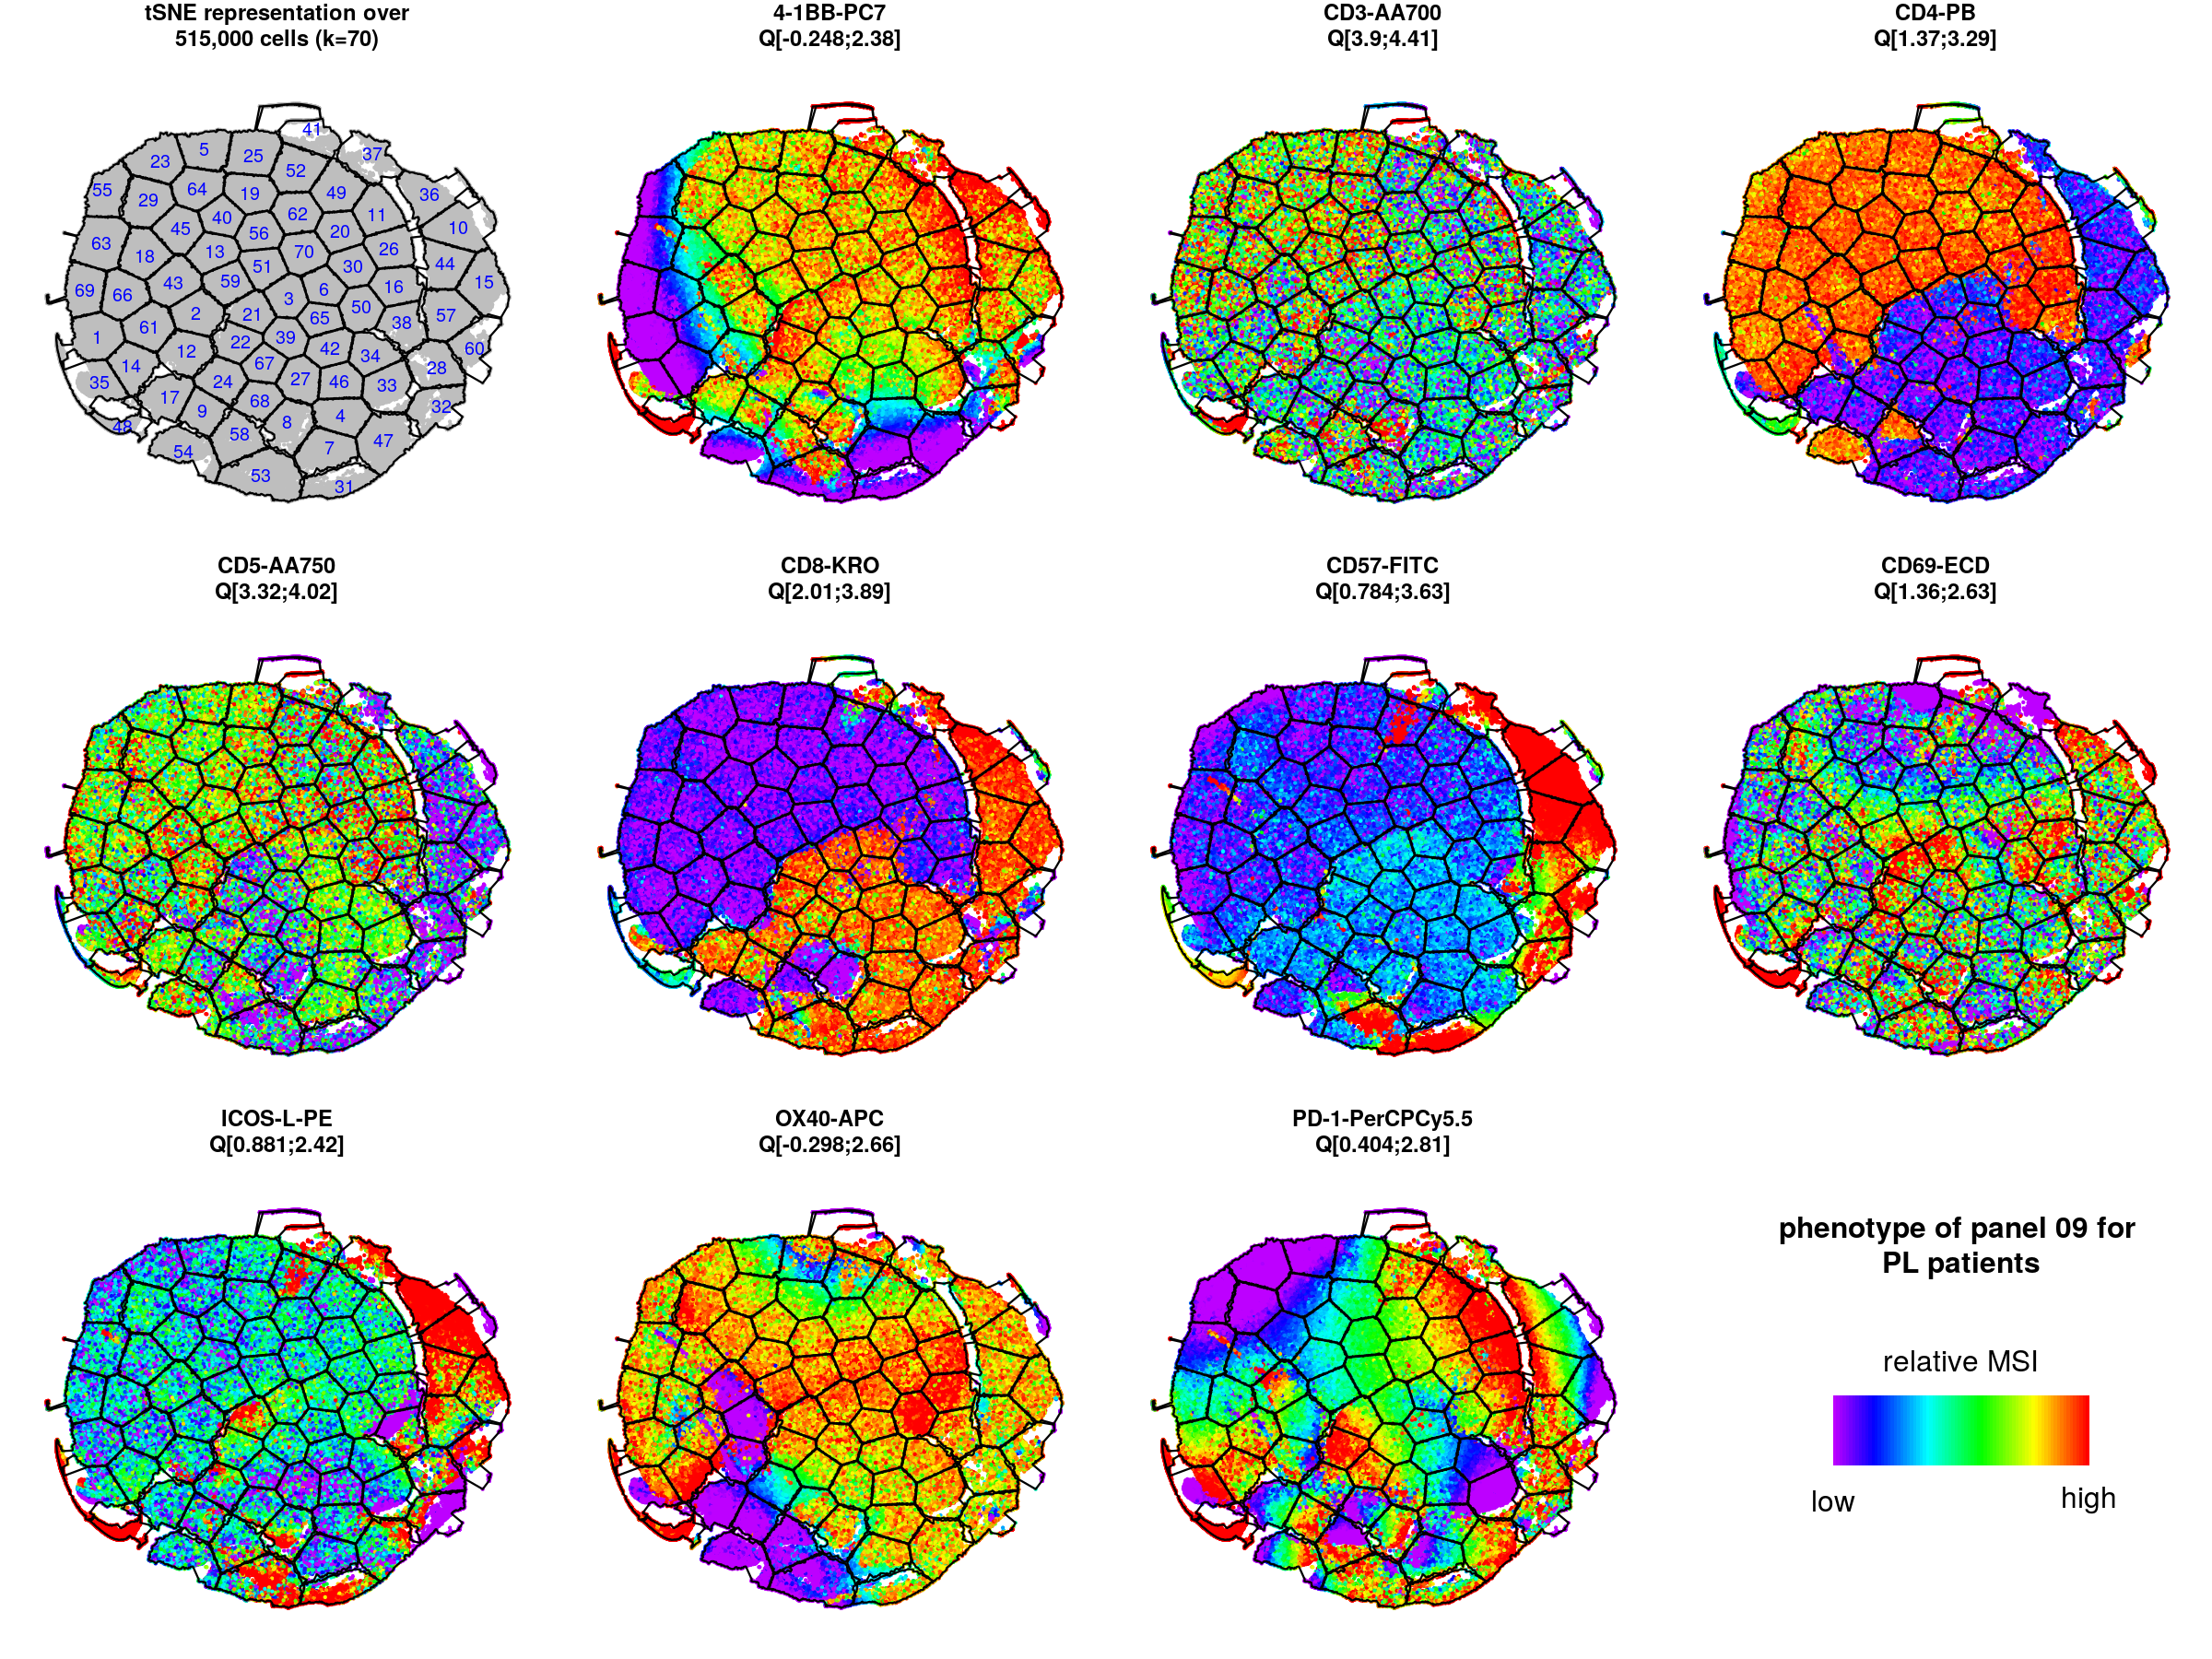 tSNE representation over
515,000 cells (k=70)
4-1BB-PC7
Q[-0.248;2.38]
CD3-AA700
Q[3.9;4.41]
CD4-PB
Q[1.37;3.29]
41
37
5
25
23
52
55
64
19
49
36
29
40
62
11
45
56
20
10
63
13
70
26
18
51
30
44
43
59
15
69
66
3
6
16
2
21
65
50
57
61
38
1
22
39
12
42
60
14
67
34
28
35
24
27
46
33
17
68
9
8
4
32
48
58
7
47
54
53
31
CD5-AA750
Q[3.32;4.02]
CD8-KRO
Q[2.01;3.89]
CD57-FITC
Q[0.784;3.63]
CD69-ECD
Q[1.36;2.63]
ICOS-L-PE
Q[0.881;2.42]
OX40-APC
Q[-0.298;2.66]
PD-1-PerCPCy5.5
Q[0.404;2.81]
phenotype of panel 09 for
PL patients
relative MSI
low
high